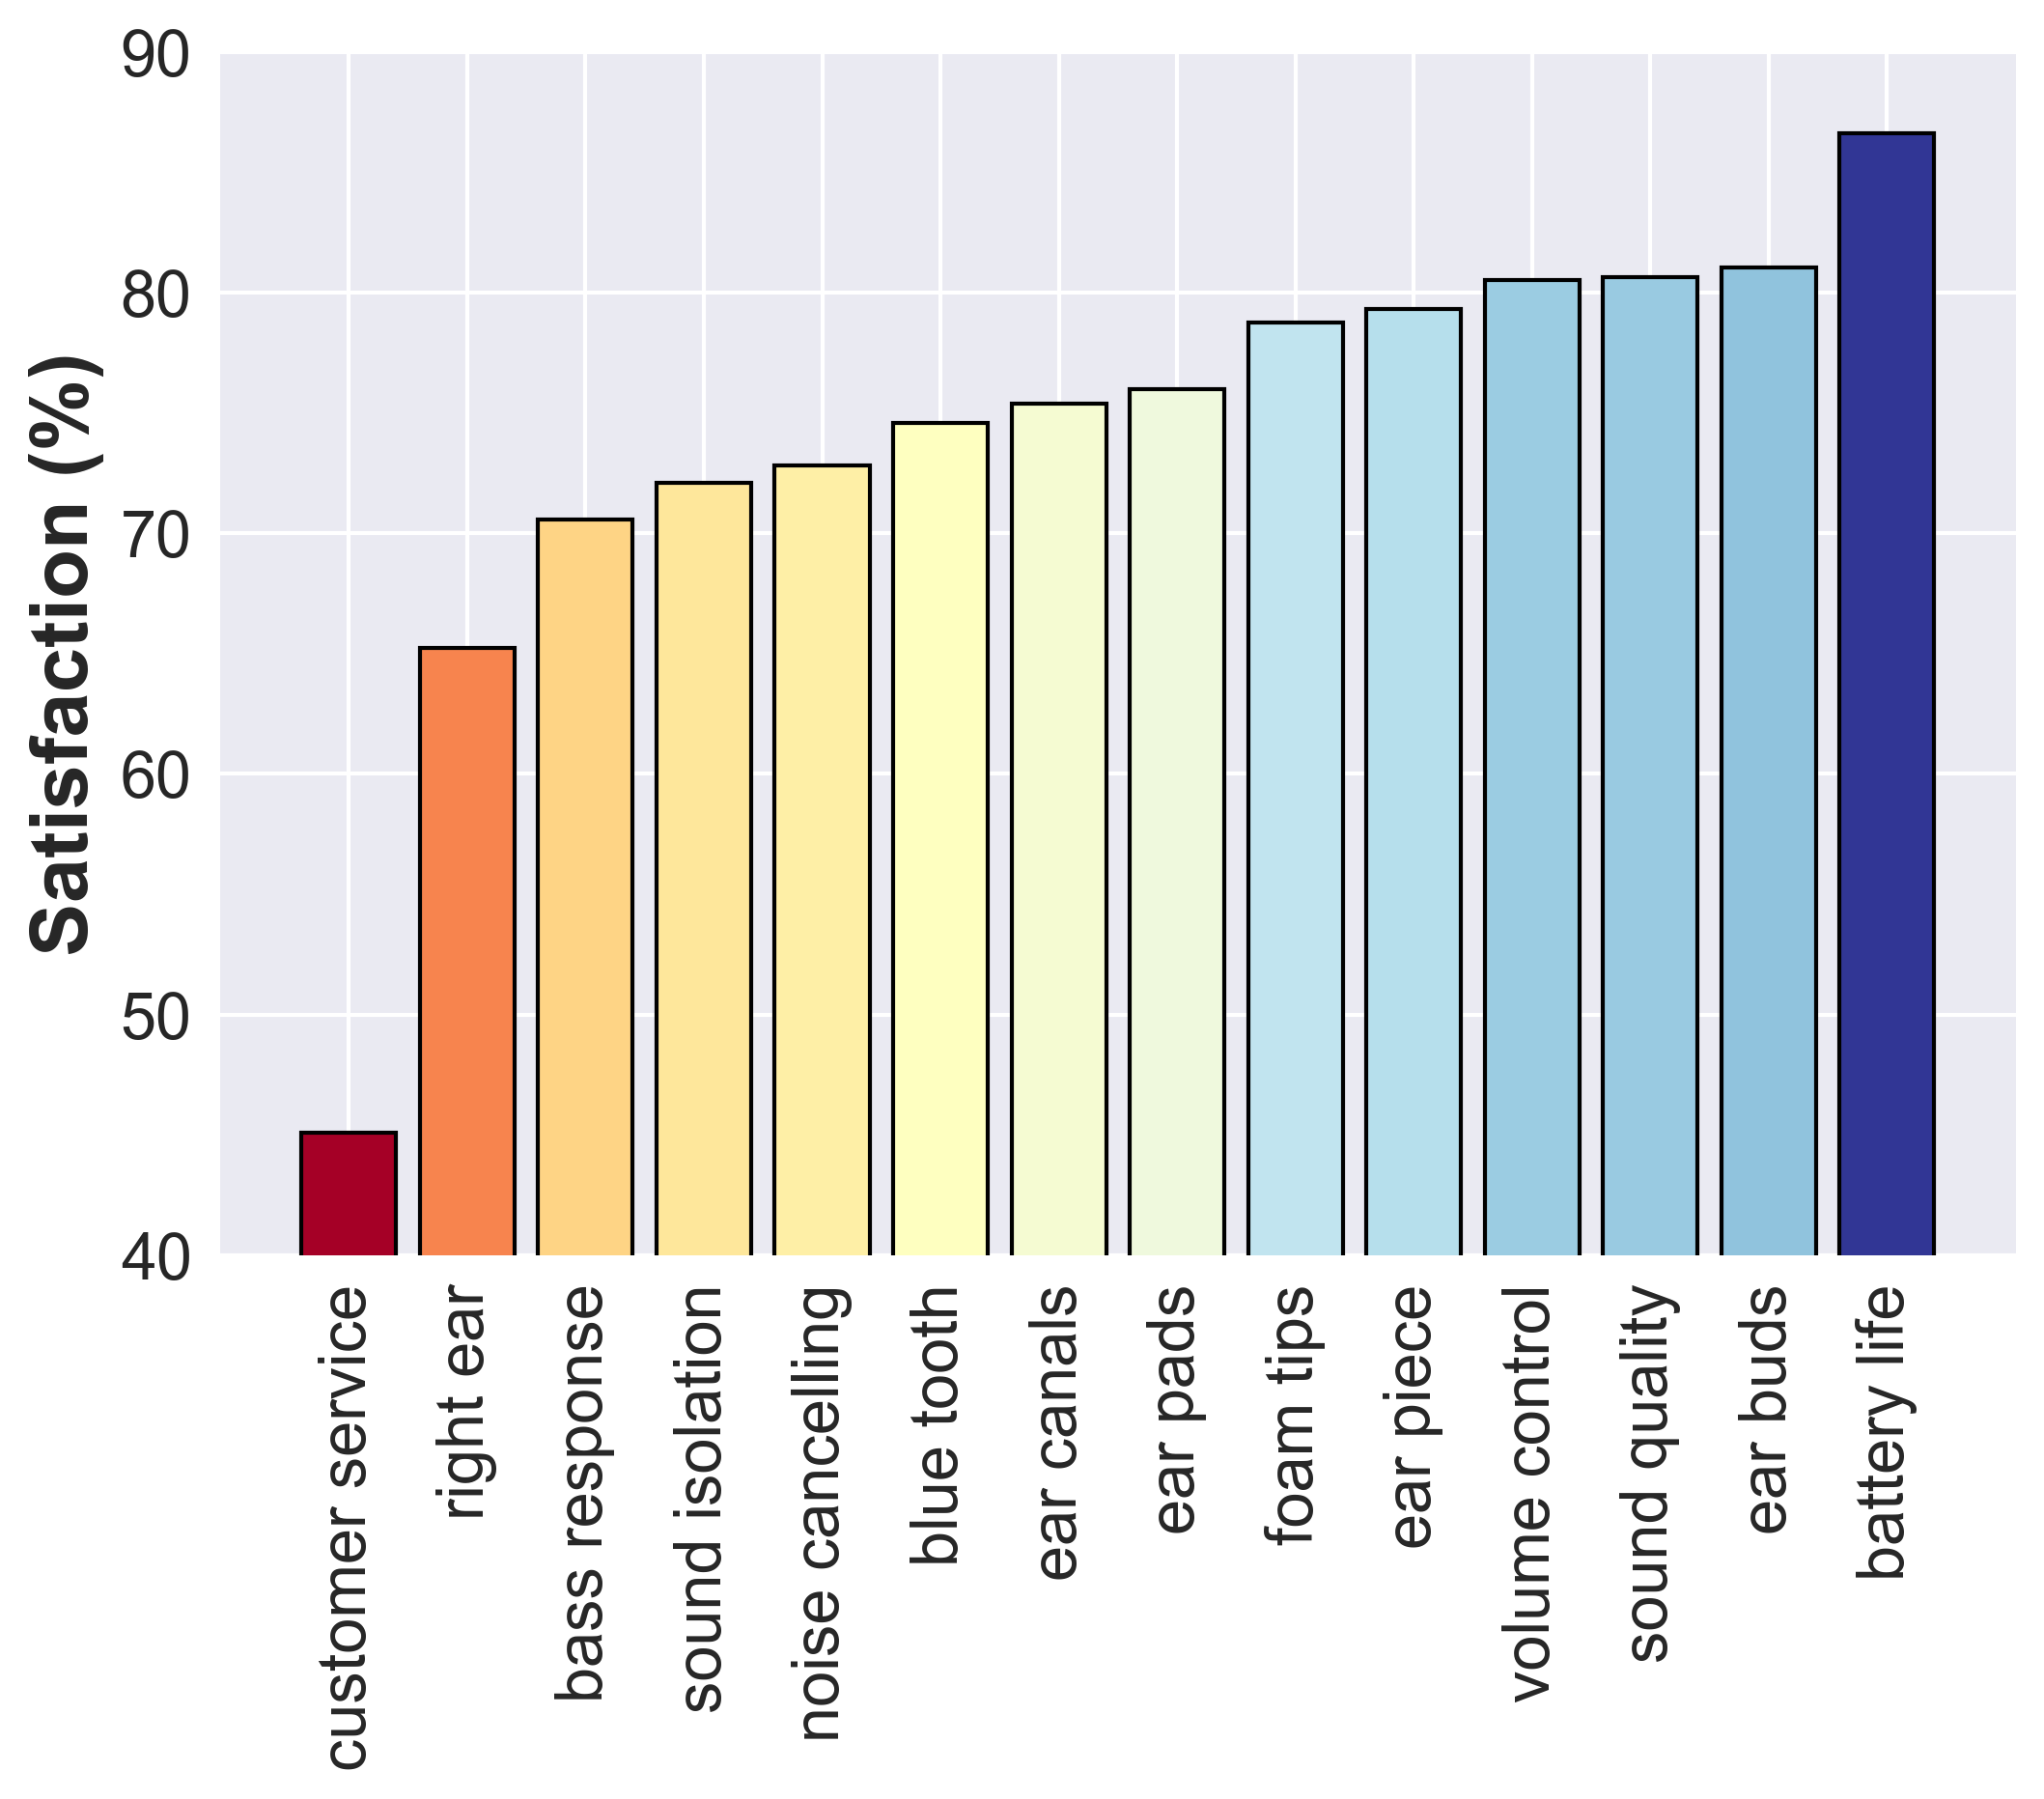 90
80
70
60
50
40
Satisfaction (%)
customer service
right ear
bass response
sound isolation
noise cancelling
blue tooth
ear canals
ear pads
foam tips
ear piece
volume control
sound quality
ear buds
battery life